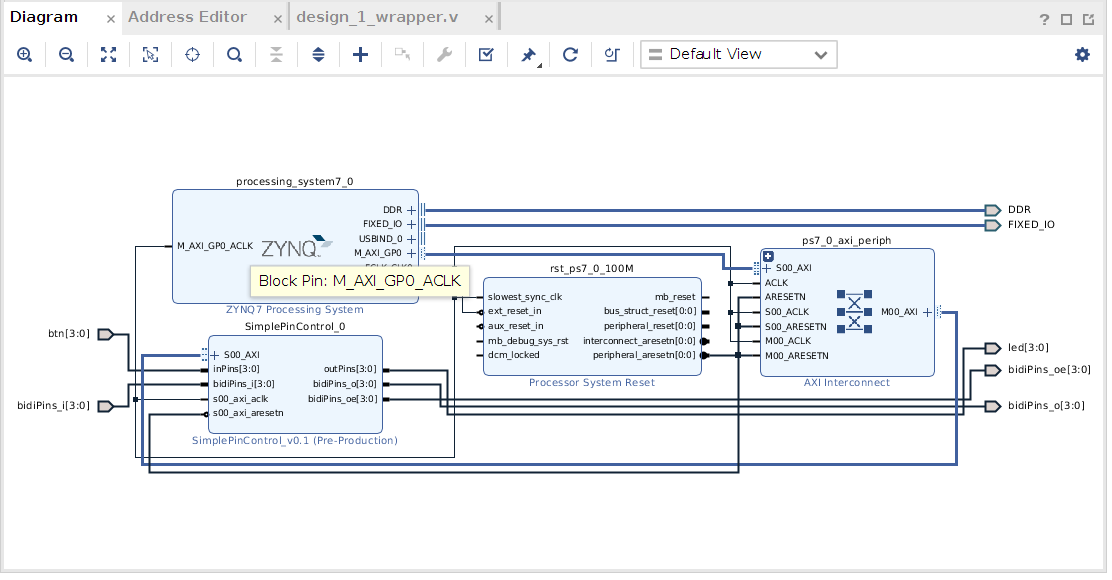 Diagram × Address Editor × design_1_wrapper.v × ?
Default View
processing_system7_0
DDR
FIXED_IO
USBIND_0
M_AXI_GP0
M_AXI_GP0_ACLK
ZYNQ
Block Pin: M_AXI_GP0_ACLK
ZYNQ7 Processing System
DDR
FIXED_IO
ps7_0_axi_periph
S00_AXI
ACLK
ARESETN
S00_ACLK
S00_ARESETN
M00_ACLK
M00_ARESETN
M00_AXI
AXI Interconnect
rst_ps7_0_100M
slowest_sync_clk
ext_reset_in
aux_reset_in
mb_debug_sys_rst
dcm_locked
mb_reset
bus_struct_reset[0:0]
peripheral_reset[0:0]
interconnect_aresetn[0:0]
peripheral_aresetn[0:0]
Processor System Reset
btn[3:0]
bidiPins_i[3:0]
SimplePinControl_0
S00_AXI
inPins[3:0]
bidiPins_i[3:0]
s00_axi_aclk
s00_axi_aresetn
outPins[3:0]
bidiPins_o[3:0]
bidiPins_oe[3:0]
SimplePinControl_v0.1 (Pre-Production)
led[3:0]
bidiPins_oe[3:0]
bidiPins_o[3:0]